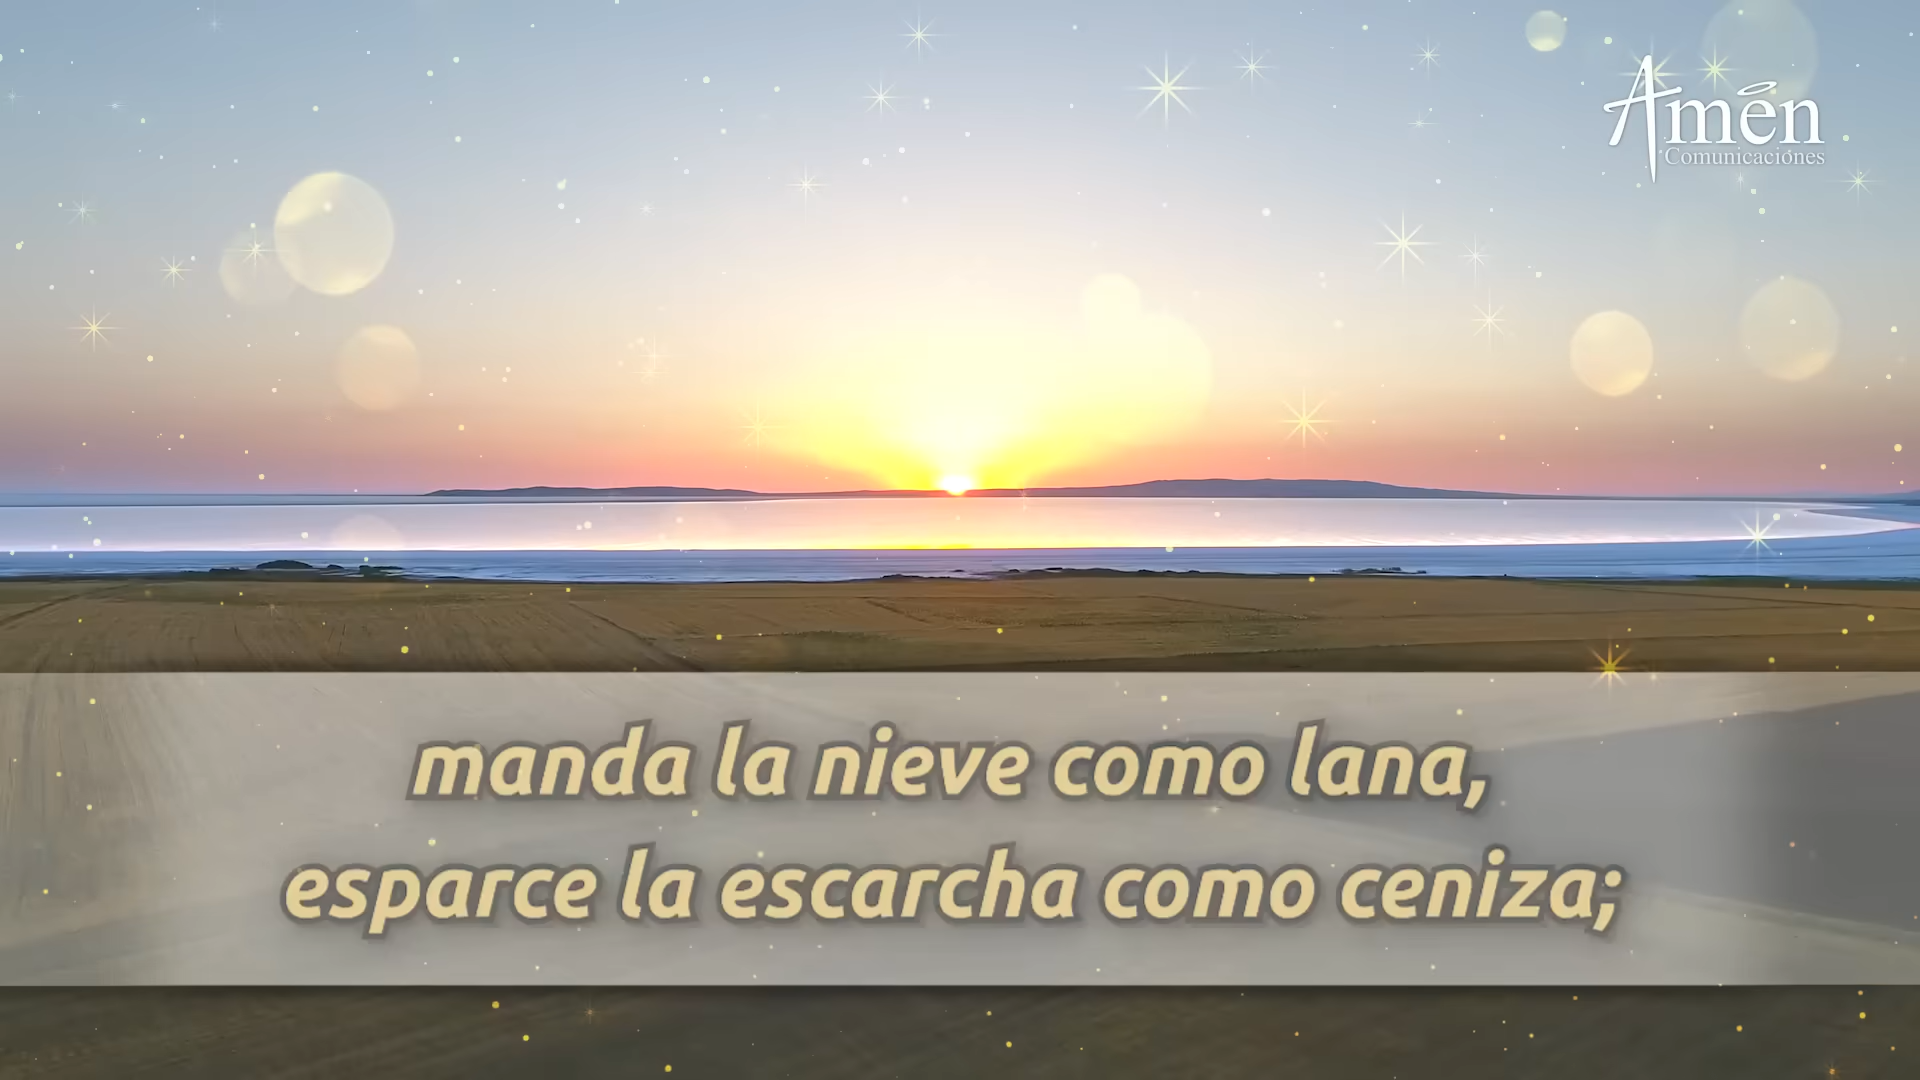 Amén
Comunicaciones
manda la nieve como lana,
esparce la escarcha como ceniza;